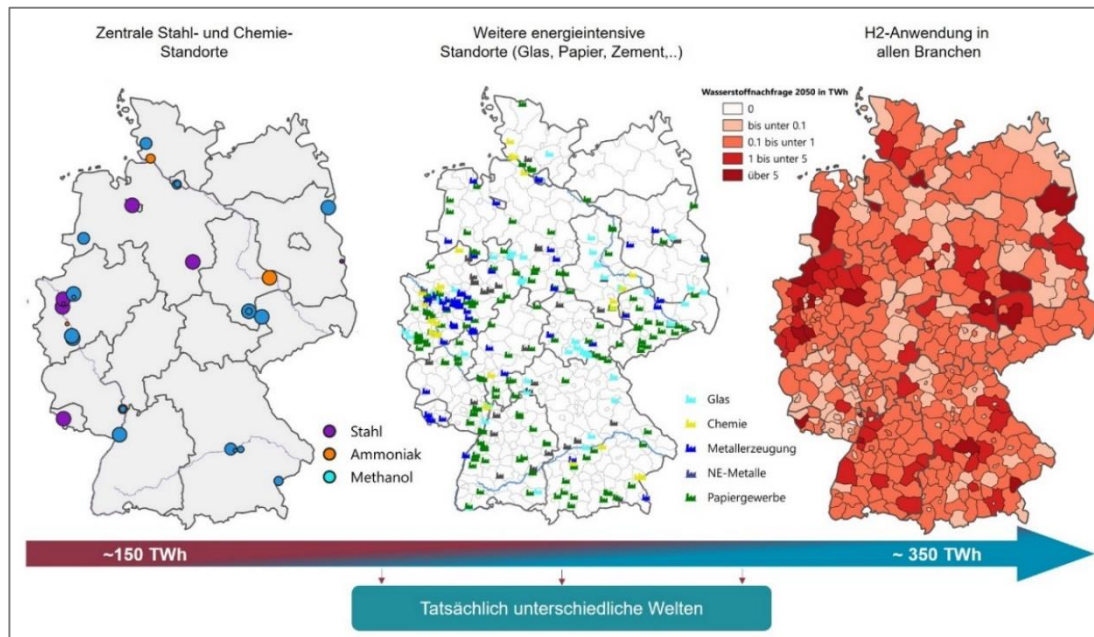 Zentrale Stahl- und Chemie-
Standorte
Weitere energieintensive
Standorte (Glas, Papier, Zement,..)
H2-Anwendung in
allen Branchen
Wasserstoffnachfrage 2050 in TWh
0
bis unter 0.1
0.1 bis unter 1
1 bis unter 5
über 5
Stahl
Ammoniak
Methanol
Glas
Chemie
Metallerzeugung
NE-Metalle
Papiergewerbe
~150 TWh
~ 350 TWh
Tatsächlich unterschiedliche Welten